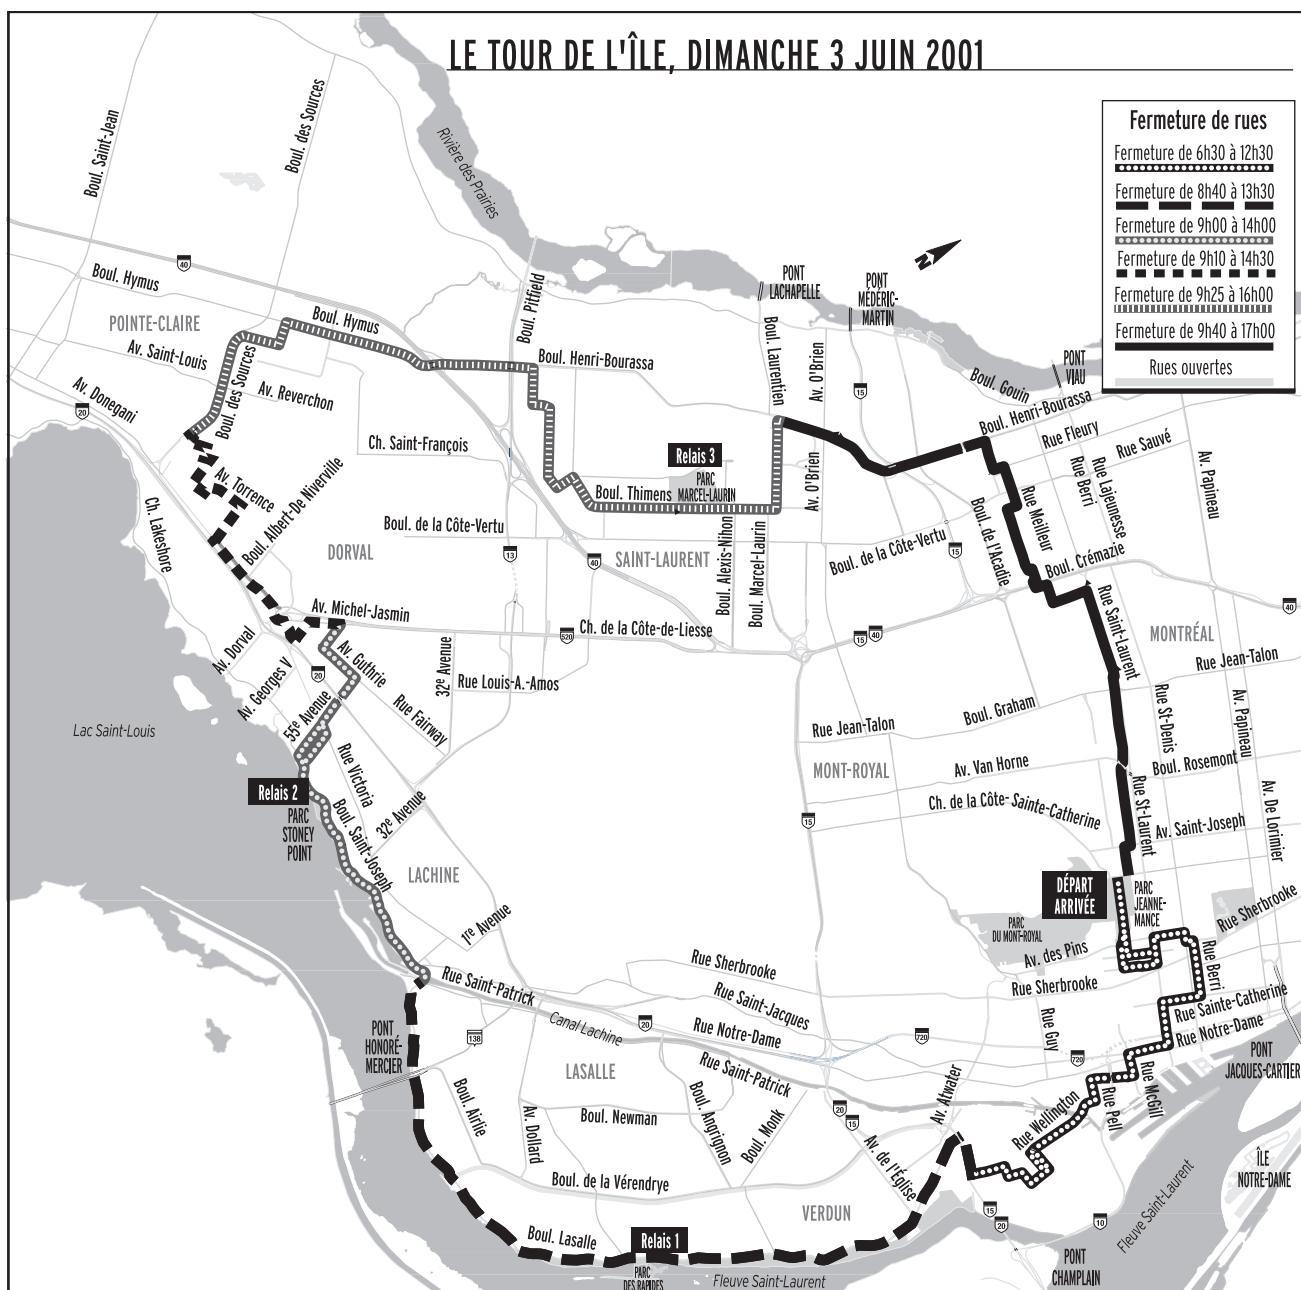 LE TOUR DE L'ÎLE, DIMANCHE 3 JUIN 2001
Fermeture de rues
Fermeture de 6h30 à 12h30
Fermeture de 8h40 à 13h30
Fermeture de 9h00 à 14h00
Fermeture de 9h10 à 14h30
Fermeture de 9h25 à 16h00
Fermeture de 9h40 à 17h00
Rues ouvertes
Boul. Saint-Jean
Boul. des Sources
Rivière des Prairies
N
40
Boul. Hymus
POINTE-CLAIRE
Av. Saint-Louis
Av. Donegani
20
Boul. Hymus
Boul. Pitfield
Boul. Henri-Bourassa
PONT
LACHAPELLE
PONT
MÉDÉRIC-
MARTIN
Boul. Laurentien
Av. O'Brien
15
Boul. Gouin
PONT
VIAU
Boul. Henri-Bourassa
Rue Fleury
Rue Sauvé
Rue Berri
Rue Lajeunesse
Av. Papineau
Boul. des Sources
Av. Reverchon
Ch. Saint-François
Relais 3
PARC
MARCEL-LAURIN
Boul. Thimens
Av. O'Brien
Av. Torrence
Boul. Albert-De Niverville
Ch. Lakeshore
DORVAL
Boul. de la Côte-Vertu
13
40
SAINT-LAURENT
Boul. Alexis-Nihon
Boul. Marcel-Laurin
Boul. de la Côte-Vertu
15
Boul. de l'Acadie
Rue Meilleur
Boul. Crémazie
40
Av. Michel-Jasmin
520
Ch. de la Côte-de-Liesse
15
40
Rue Saint-Laurent
MONTRÉAL
Rue Jean-Talon
Av. Dorval
Av. Georges V
20
Av. Guthrie
32e Avenue
Rue Louis-A.-Amos
Rue Fairway
55e Avenue
Rue Victoria
Lac Saint-Louis
Rue Jean-Talon
Boul. Graham
MONT-ROYAL
Av. Van Horne
Ch. de la Côte-Sainte-Catherine
Rue St-Denis
Av. Papineau
Boul. Rosemont
Rue St-Laurent
Av. Saint-Joseph
Av. De Lorimier
15
Relais 2
PARC
STONEY
POINT
Boul. Saint-Joseph
32e Avenue
LACHINE
1re Avenue
DÉPART
ARRIVÉE
PARC
JEANNE-
MANCE
PARC
DU MONT-ROYAL
Av. des Pins
Rue Sherbrooke
Rue Sherbrooke
Rue Berri
Rue Sainte-Catherine
Rue Notre-Dame
Rue Guy
Rue Sherbrooke
Rue Saint-Jacques
Rue Notre-Dame
Rue Saint-Patrick
Canal Lachine
20
720
720
Rue Saint-Patrick
PONT
HONORÉ-
MERCIER
138
LASALLE
Boul. Airlie
Av. Dollard
Boul. Newman
Boul. Angrignon
Boul. Monk
20
15
Av. Atwater
Rue Wellington
Rue Pell
Rue McGill
PONT
JACQUES-CARTIER
ÎLE
NOTRE-DAME
Boul. de la Vérendrye
Av. de l'Église
VERDUN
15
20
10
Fleuve Saint-Laurent
PONT
CHAMPLAIN
Boul. Lasalle
Relais 1
PARC
DES RAPIDES
Fleuve Saint-Laurent